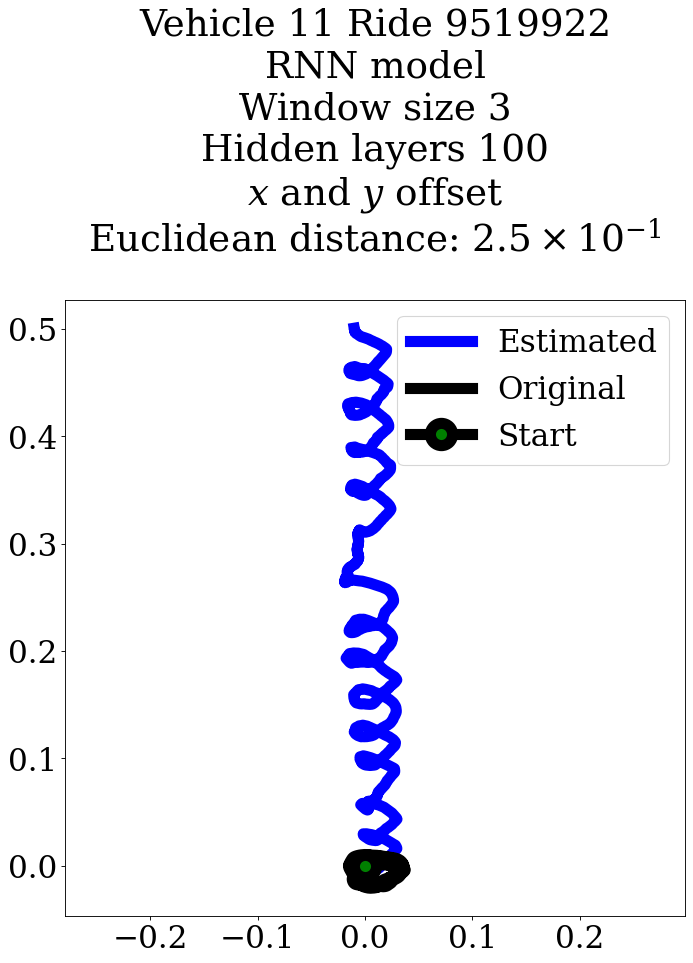 Vehicle 11 Ride 9519922
RNN model
Window size 3
Hidden layers 100
x and y offset
Euclidean distance: 2.5 × 10⁻¹
Estimated
Original
Start
0.5
0.4
0.3
0.2
0.1
0.0
−0.2 −0.1 0.0 0.1 0.2